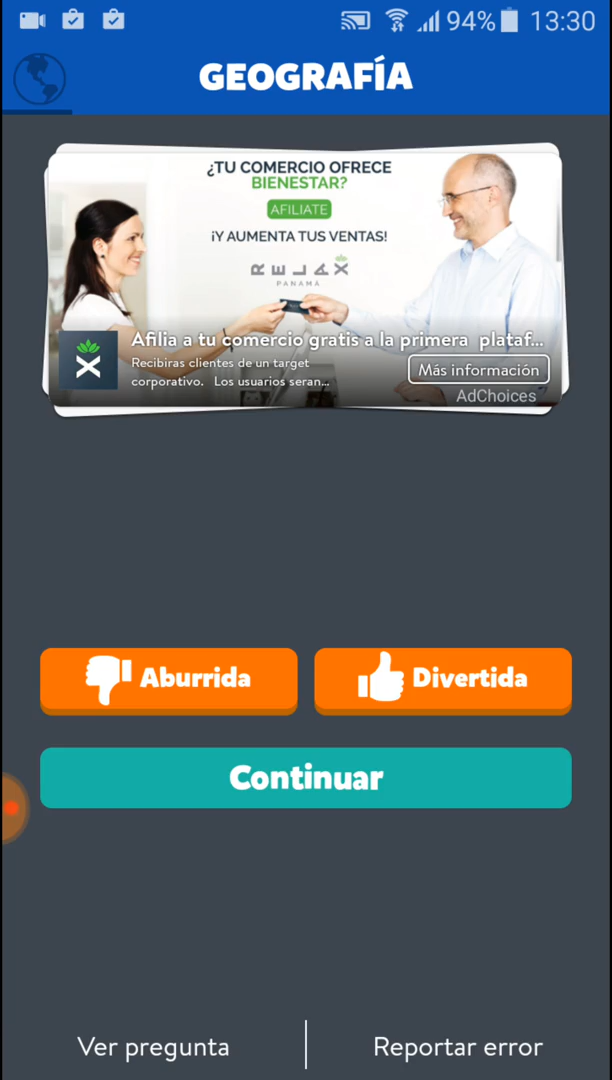 94% 13:30
GEOGRAFÍA
¿TU COMERCIO OFRECE
BIENESTAR?
AFILIATE
¡Y AUMENTA TUS VENTAS!
RELAX
PANAMÁ
Afilia a tu comercio gratis a la primera plataf...
Recibiras clientes de un target
corporativo. Los usuarios seran...
Más información
AdChoices
Aburrida
Divertida
Continuar
Ver pregunta
Reportar error